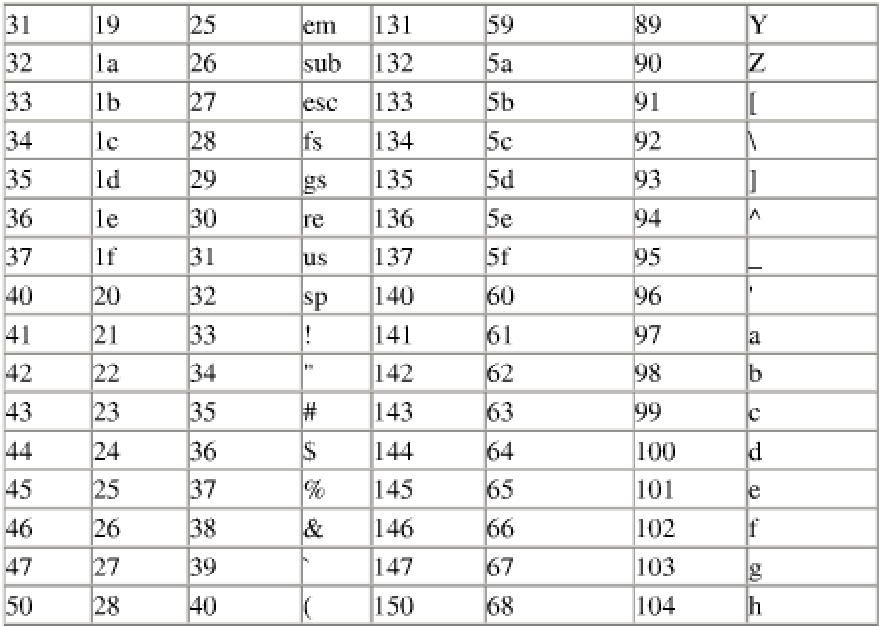 31 19 25 em 131 59 89 Y
32 1a 26 sub 132 5a 90 Z
33 1b 27 esc 133 5b 91 [
34 1c 28 fs 134 5c 92 \
35 1d 29 gs 135 5d 93 ]
36 1e 30 re 136 5e 94 ^
37 1f 31 us 137 5f 95 _
40 20 32 sp 140 60 96 '
41 21 33 ! 141 61 97 a
42 22 34 " 142 62 98 b
43 23 35 # 143 63 99 c
44 24 36 $ 144 64 100 d
45 25 37 % 145 65 101 e
46 26 38 & 146 66 102 f
47 27 39 ` 147 67 103 g
50 28 40 ( 150 68 104 h